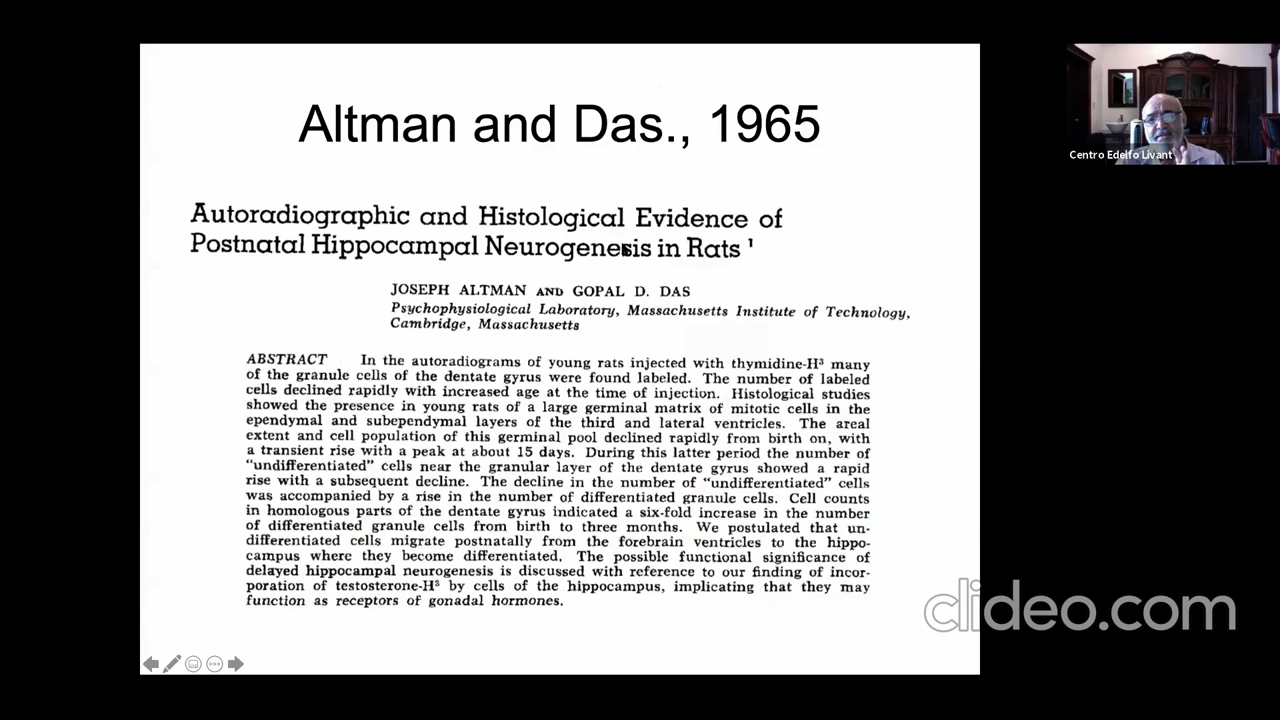 Altman and Das., 1965
Autoradiographic and Histological Evidence of
Postnatal Hippocampal Neurogenesis in Rats ¹
JOSEPH ALTMAN AND GOPAL D. DAS
Psychophysiological Laboratory, Massachusetts Institute of Technology,
Cambridge, Massachusetts
ABSTRACT In the autoradiograms of young rats injected with thymidine-H³ many
of the granule cells of the dentate gyrus were found labeled. The number of labeled
cells declined rapidly with increased age at the time of injection. Histological studies
showed the presence in young rats of a large germinal matrix of mitotic cells in the
ependymal and subependymal layers of the third and lateral ventricles. The areal
extent and cell population of this germinal pool declined rapidly from birth on, with
a transient rise with a peak at about 15 days. During this latter period the number of
"undifferentiated" cells near the granular layer of the dentate gyrus showed a rapid
rise with a subsequent decline. The decline in the number of "undifferentiated" cells
was accompanied by a rise in the number of differentiated granule cells. Cell counts
in homologous parts of the dentate gyrus indicated a six-fold increase in the number
of differentiated granule cells from birth to three months. We postulated that un-
differentiated cells migrate postnatally from the forebrain ventricles to the hippo-
campus where they become differentiated. The possible functional significance of
delayed hippocampal neurogenesis is discussed with reference to our finding of incor-
poration of testosterone-H³ by cells of the hippocampus, implicating that they may
function as receptors of gonadal hormones.
Centro Edelfo Livant
clideo.com